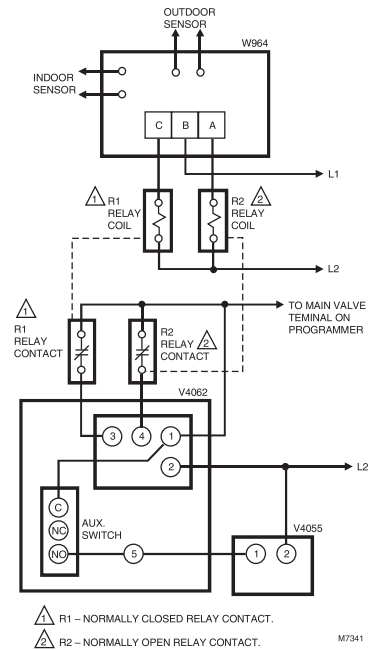 OUTDOOR
SENSOR
W964
INDOOR
SENSOR
C B A
L1
1 R1
RELAY
COIL
R2 2
RELAY
COIL
L2
1
R1
RELAY
CONTACT
R2
RELAY 2
CONTACT
TO MAIN VALVE
TEMINAL ON
PROGRAMMER
V4062
3 4 1
2
L2
C
NC
NO
AUX.
SWITCH
5
V4055
1 2
1 R1 – NORMALLY CLOSED RELAY CONTACT.
2 R2 – NORMALLY OPEN RELAY CONTACT.
M7341